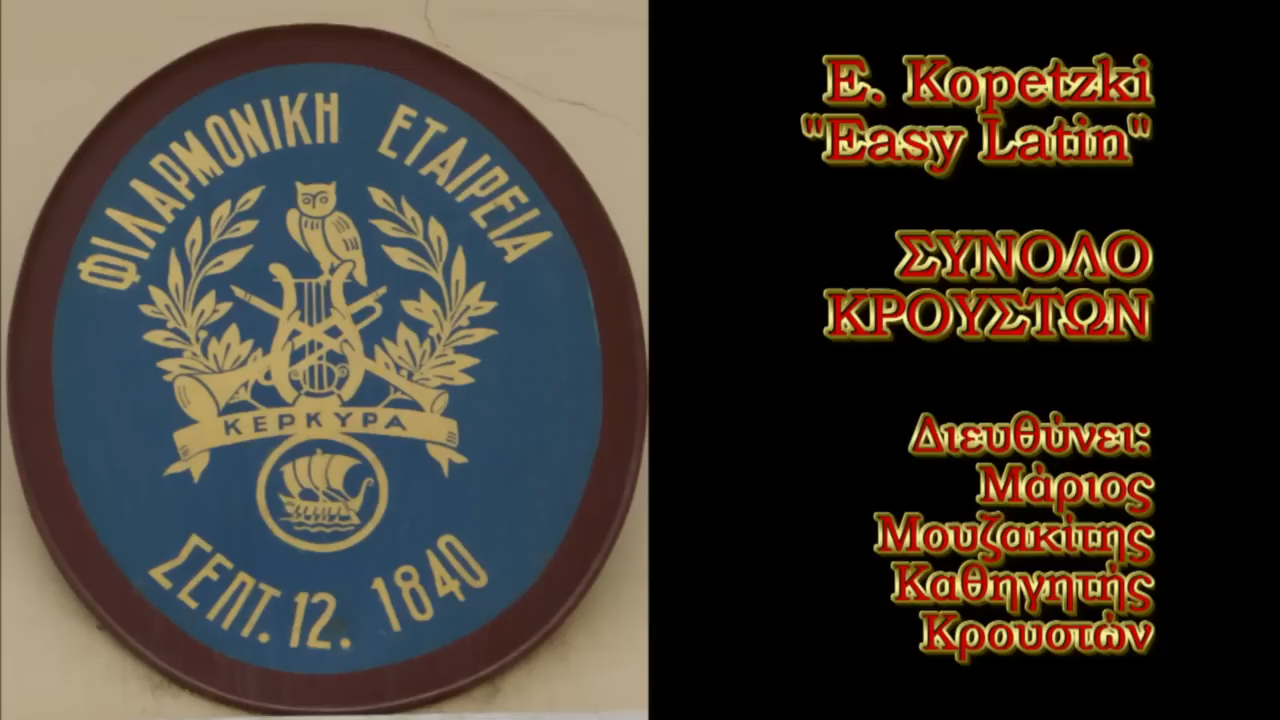 ΦΙΛΑΡΜΟΝΙΚΗ ΕΤΑΙΡΕΙΑ
ΚΕΡΚΥΡΑ
ΣΕΠΤ. 12. 1840
E. Kopetzki
"Easy Latin"
ΣΥΝΟΛΟ
ΚΡΟΥΣΤΩΝ
Διευθύνει:
Μάριος
Μουζακίτης
Καθηγητής
Κρουστών